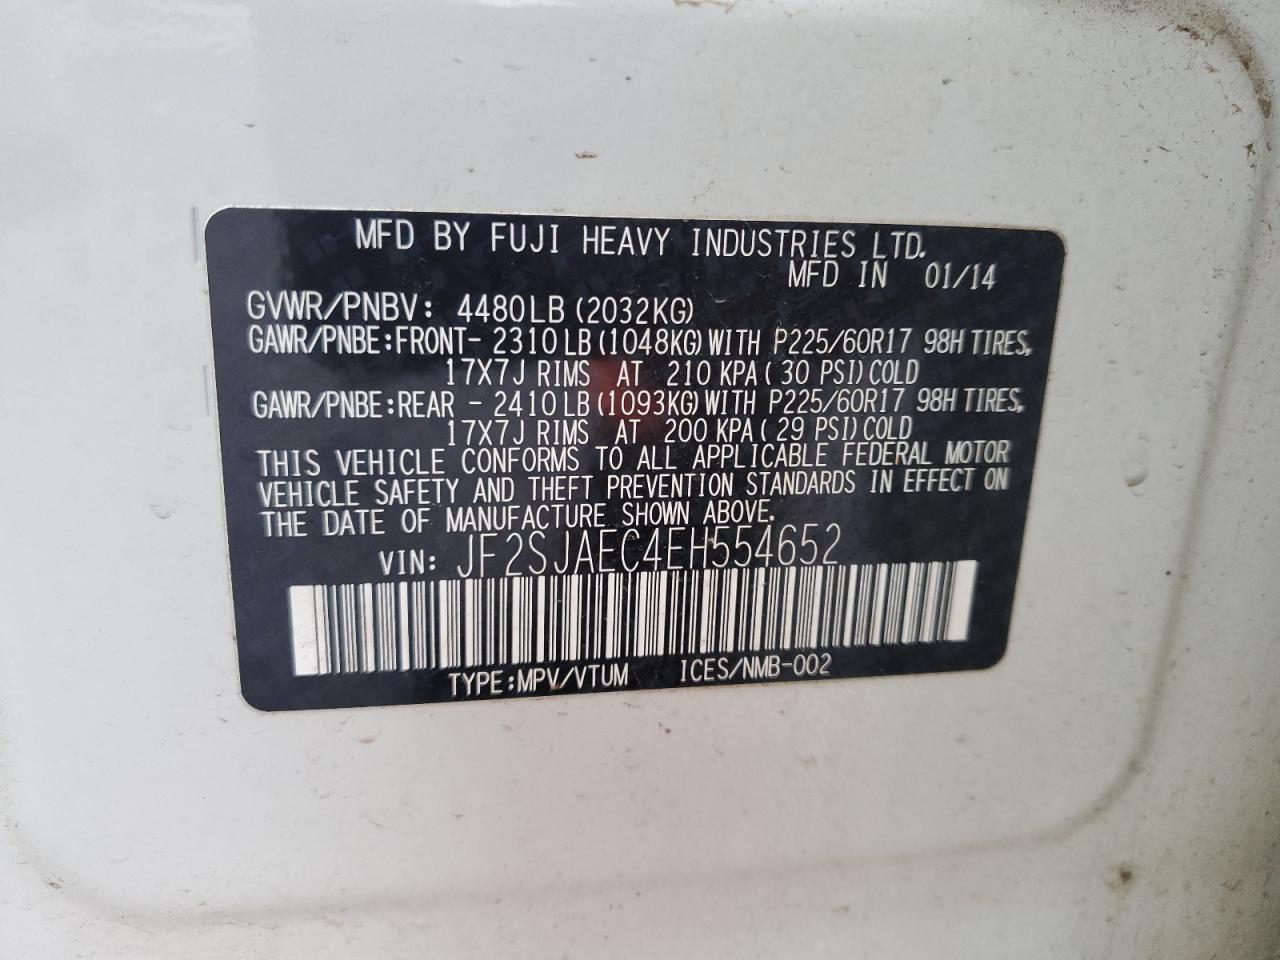 MFD BY FUJI HEAVY INDUSTRIES LTD.
MFD IN 01/14
GVWR/PNBV: 4480LB (2032KG)
GAWR/PNBE:FRONT- 2310 LB (1048KG) WITH P225/60R17 98H TIRES,
17X7J RIMS AT 210 KPA ( 30 PSI) COLD
GAWR/PNBE:REAR - 2410 LB (1093KG) WITH P225/60R17 98H TIRES,
17X7J RIMS AT 200 KPA ( 29 PSI) COLD
THIS VEHICLE CONFORMS TO ALL APPLICABLE FEDERAL MOTOR
VEHICLE SAFETY AND THEFT PREVENTION STANDARDS IN EFFECT ON
THE DATE OF MANUFACTURE SHOWN ABOVE.
VIN: JF2SJAEC4EH554652
TYPE:MPV/VTUM ICES/NMB-002